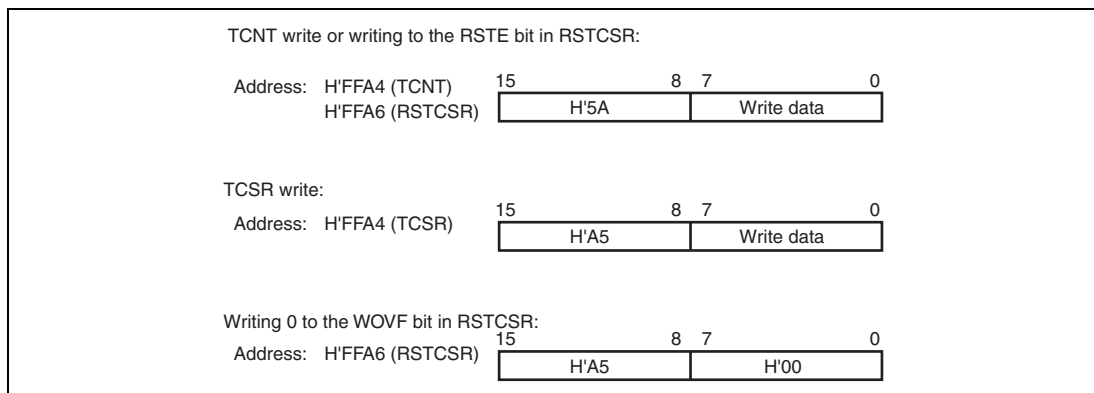 TCNT write or writing to the RSTE bit in RSTCSR:
15 8 7 0
Address: H'FFA4 (TCNT)
H'FFA6 (RSTCSR)
H'5A Write data
TCSR write:
15 8 7 0
Address: H'FFA4 (TCSR)
H'A5 Write data
Writing 0 to the WOVF bit in RSTCSR:
15 8 7 0
Address: H'FFA6 (RSTCSR)
H'A5 H'00